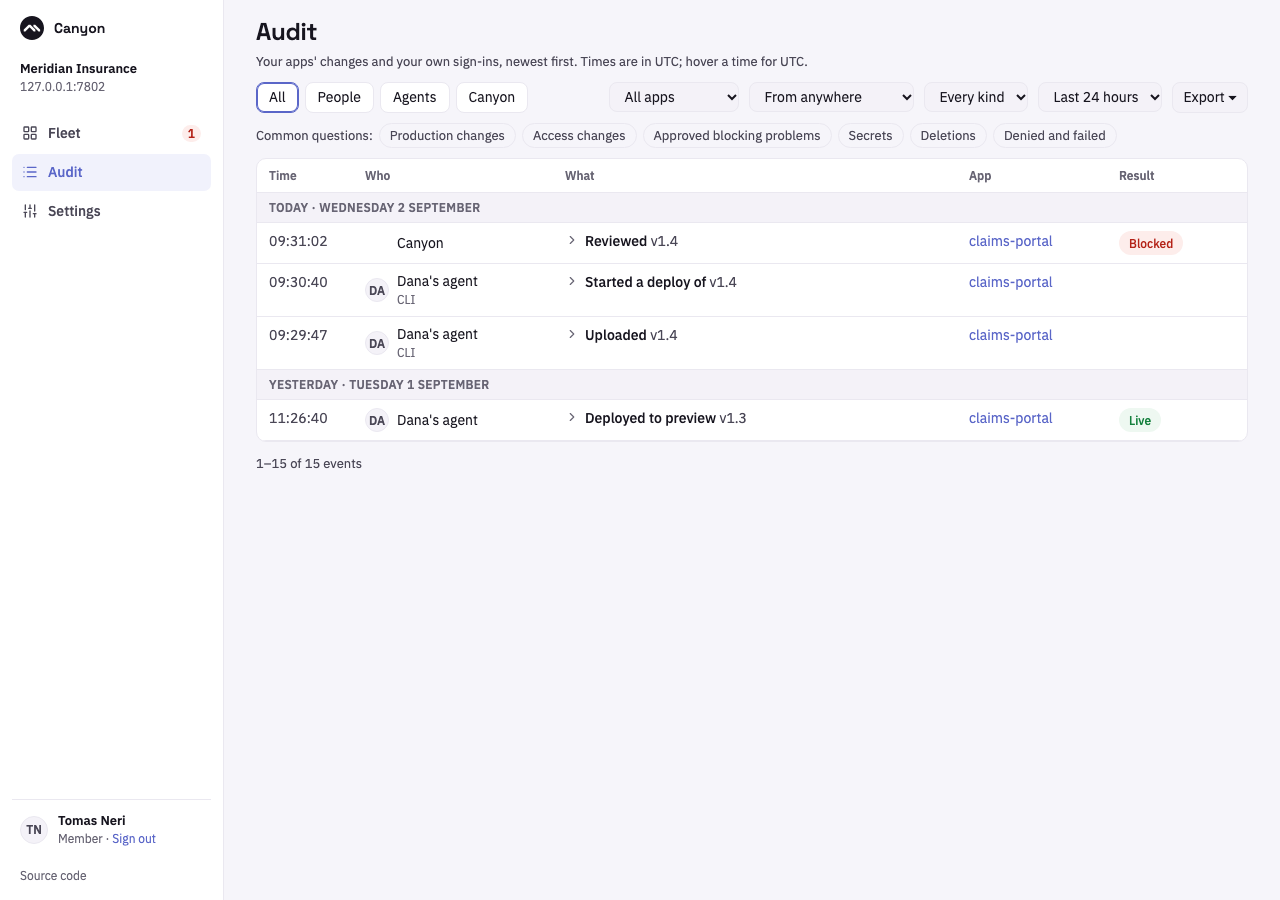 Canyon
Meridian Insurance
127.0.0.1:7802
Fleet 1
Audit
Settings
TN Tomas Neri
Member · Sign out
Source code
Audit
Your apps' changes and your own sign-ins, newest first. Times are in UTC; hover a time for UTC.
All People Agents Canyon All apps From anywhere Every kind Last 24 hours Export
Common questions: Production changes Access changes Approved blocking problems Secrets Deletions Denied and failed
Time Who What App Result
TODAY · WEDNESDAY 2 SEPTEMBER
09:31:02 Canyon Reviewed v1.4 claims-portal Blocked
09:30:40 DA Dana's agent Started a deploy of v1.4 claims-portal
CLI
09:29:47 DA Dana's agent Uploaded v1.4 claims-portal
CLI
YESTERDAY · TUESDAY 1 SEPTEMBER
11:26:40 DA Dana's agent Deployed to preview v1.3 claims-portal Live
1–15 of 15 events